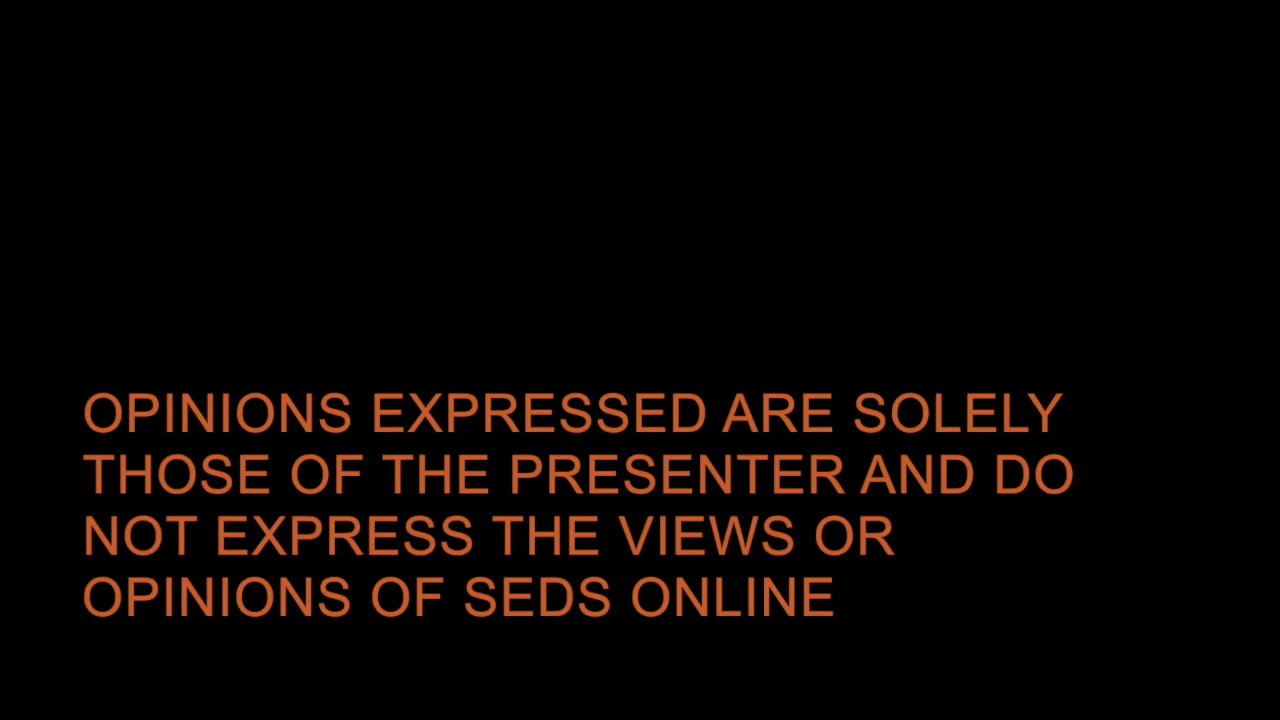 OPINIONS EXPRESSED ARE SOLELY
THOSE OF THE PRESENTER AND DO
NOT EXPRESS THE VIEWS OR
OPINIONS OF SEDS ONLINE